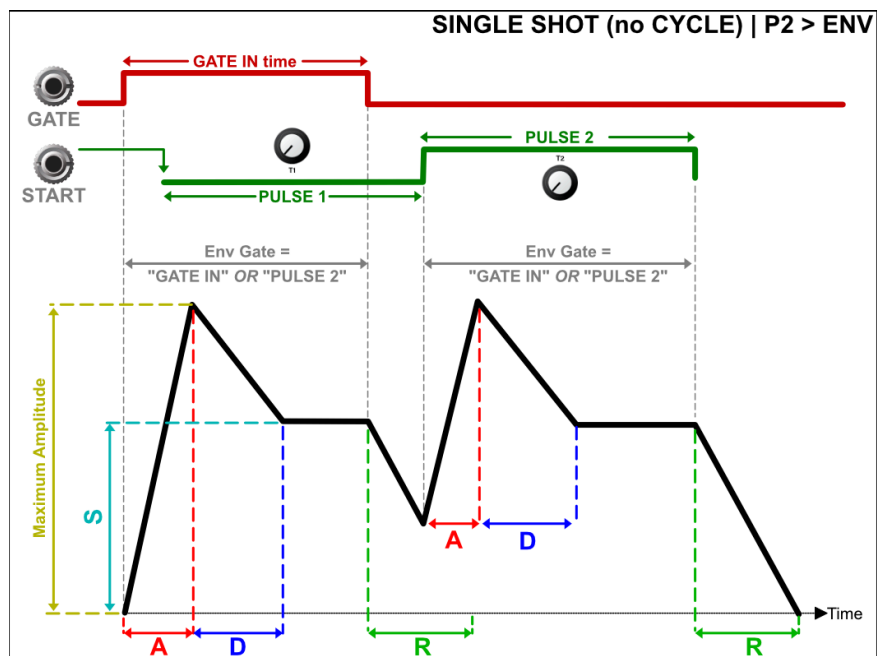 SINGLE SHOT (no CYCLE) | P2 > ENV
GATE IN time
GATE
PULSE 2
T1
T2
START
PULSE 1
Env Gate =
"GATE IN" OR "PULSE 2"
Env Gate =
"GATE IN" OR "PULSE 2"
Maximum Amplitude
S
A
D
Time
A
D
R
R